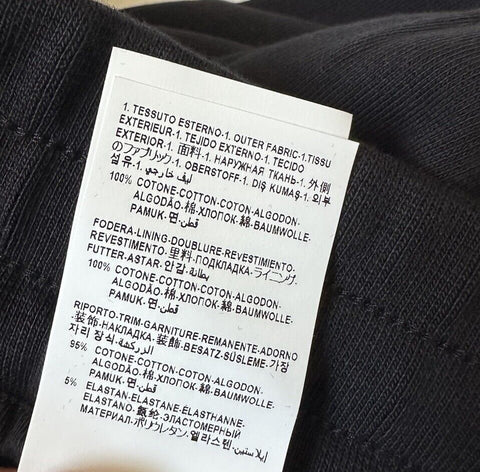 1. TESSUTO ESTERNO·1. OUTER FABRIC·1.TISSU
EXTERIEUR·1. TEJIDO EXTERNO·1. TECIDO
EXTERIOR·1. 面料·1. НАРУЖНАЯ ТКАНЬ·1. 外側
のファブリック·1. OBERSTOFF·1. DIŞ KUMAŞ·1. 외부
섬유·1. ليف خارجي
100% COTONE·COTTON·COTON·ALGODON·
ALGODÃO·棉·ХЛОПОК·綿·BAUMWOLLE·
PAMUK·면·قطن
FODERA·LINING·DOUBLURE·REVESTIMIENTO·
REVESTIMENTO·里料·ПОДКЛАДКА·ライニング·
FUTTER·ASTAR·안감·بطانة
100% COTONE·COTTON·COTON·ALGODON·
ALGODÃO·棉·ХЛОПОК·綿·BAUMWOLLE·
PAMUK·면·قطن
RIPORTO·TRIM·GARNITURE·REMANENTE·ADORNO
·装饰·НАКЛАДКА·装飾·BESATZ·SÜSLEME·가장
자리 장식·الزركشة
95% COTONE·COTTON·COTON·ALGODON·
ALGODÃO·棉·ХЛОПОК·綿·BAUMWOLLE·
PAMUK·면·قطن
5% ELASTAN·ELASTANE·ELASTHANNE·
ELASTANO·氨纶·ЭЛАСТОМЕРНЫЙ
МАТЕРИАЛ·ポリウレタン·엘라스텐·إيلاستين